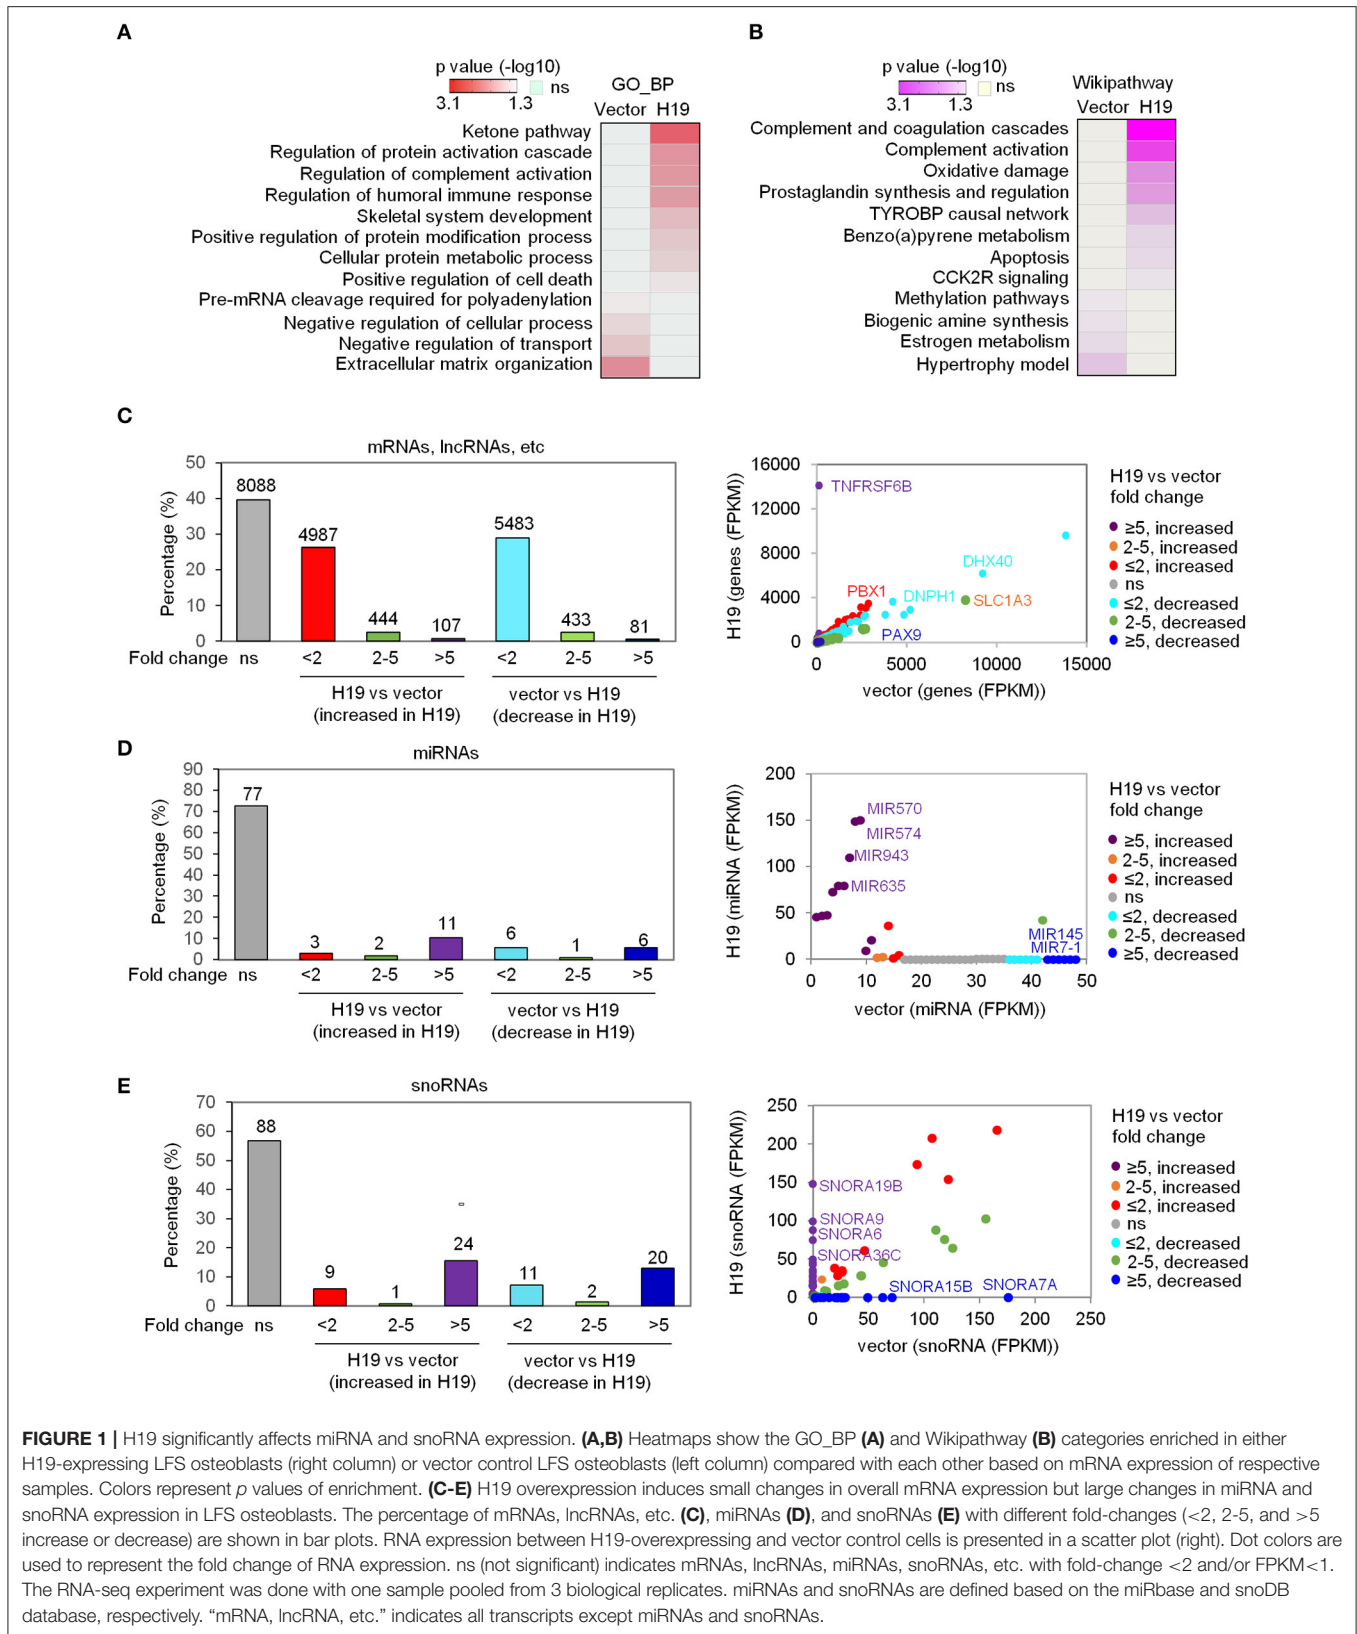 A
p value (-log10)
3.1 1.3 ns
GO_BP
Vector H19
Ketone pathway
Regulation of protein activation cascade
Regulation of complement activation
Regulation of humoral immune response
Skeletal system development
Positive regulation of protein modification process
Cellular protein metabolic process
Positive regulation of cell death
Pre-mRNA cleavage required for polyadenylation
Negative regulation of cellular process
Negative regulation of transport
Extracellular matrix organization
B
p value (-log10)
3.1 1.3 ns
Wikipathway
Vector H19
Complement and coagulation cascades
Complement activation
Oxidative damage
Prostaglandin synthesis and regulation
TYROBP causal network
Benzo(a)pyrene metabolism
Apoptosis
CCK2R signaling
Methylation pathways
Biogenic amine synthesis
Estrogen metabolism
Hypertrophy model
C
mRNAs, lncRNAs, etc
Percentage (%)
50
40
30
20
10
0
8088
4987
444
107
5483
433
81
Fold change ns <2 2-5 >5 <2 2-5 >5
H19 vs vector
(increased in H19)
vector vs H19
(decrease in H19)
H19 (genes (FPKM))
16000
12000
8000
4000
0
TNFRSF6B
DHX40
PBX1
DNPH1
SLC1A3
PAX9
0 5000 10000 15000
vector (genes (FPKM))
H19 vs vector
fold change
≥5, increased
2-5, increased
≤2, increased
ns
≤2, decreased
2-5, decreased
≥5, decreased
D
miRNAs
Percentage (%)
90
80
70
60
50
40
30
20
10
0
77
3
2
11
6
1
6
Fold change ns <2 2-5 >5 <2 2-5 >5
H19 vs vector
(increased in H19)
vector vs H19
(decrease in H19)
H19 (miRNA (FPKM))
200
150
100
50
0
MIR570
MIR574
MIR943
MIR635
MIR145
MIR7-1
0 10 20 30 40 50
vector (miRNA (FPKM))
H19 vs vector
fold change
≥5, increased
2-5, increased
≤2, increased
ns
≤2, decreased
2-5, decreased
≥5, decreased
E
snoRNAs
Percentage (%)
70
60
50
40
30
20
10
0
88
9
1
24
11
2
20
Fold change ns <2 2-5 >5 <2 2-5 >5
H19 vs vector
(increased in H19)
vector vs H19
(decrease in H19)
H19 (snoRNA (FPKM))
250
200
150
100
50
0
SNORA19B
SNORA9
SNORA6
SNORA36C
SNORA15B
SNORA7A
0 50 100 150 200 250
vector (snoRNA (FPKM))
H19 vs vector
fold change
≥5, increased
2-5, increased
≤2, increased
ns
≤2, decreased
2-5, decreased
≥5, decreased
FIGURE 1 | H19 significantly affects miRNA and snoRNA expression. (A,B) Heatmaps show the GO_BP (A) and Wikipathway (B) categories enriched in either
H19-expressing LFS osteoblasts (right column) or vector control LFS osteoblasts (left column) compared with each other based on mRNA expression of respective
samples. Colors represent p values of enrichment. (C-E) H19 overexpression induces small changes in overall mRNA expression but large changes in miRNA and
snoRNA expression in LFS osteoblasts. The percentage of mRNAs, lncRNAs, etc. (C), miRNAs (D), and snoRNAs (E) with different fold-changes (<2, 2-5, and >5
increase or decrease) are shown in bar plots. RNA expression between H19-overexpressing and vector control cells is presented in a scatter plot (right). Dot colors are
used to represent the fold change of RNA expression. ns (not significant) indicates mRNAs, lncRNAs, miRNAs, snoRNAs, etc. with fold-change <2 and/or FPKM<1.
The RNA-seq experiment was done with one sample pooled from 3 biological replicates. miRNAs and snoRNAs are defined based on the miRbase and snoDB
database, respectively. “mRNA, lncRNA, etc.” indicates all transcripts except miRNAs and snoRNAs.